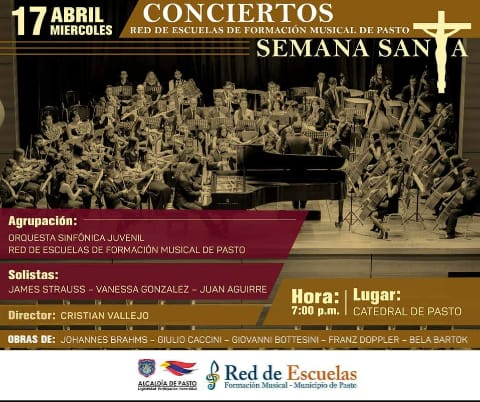 17 ABRIL
MIERCOLES
CONCIERTOS
RED DE ESCUELAS DE FORMACIÓN MUSICAL DE PASTO
SEMANA SANTA
Agrupación:
ORQUESTA SINFÓNICA JUVENIL
RED DE ESCUELAS DE FORMACIÓN MUSICAL DE PASTO
Solistas:
JAMES STRAUSS – VANESSA GONZALEZ – JUAN AGUIRRE
Director: CRISTIAN VALLEJO
Hora:
7:00 p.m.
Lugar:
CATEDRAL DE PASTO
OBRAS DE: JOHANNES BRAHMS – GIULIO CACCINI – GIOVANNI BOTTESINI – FRANZ DOPPLER – BELA BARTOK
ALCALDÍA DE PASTO
Red de Escuelas
Formación Musical - Municipio de Pasto